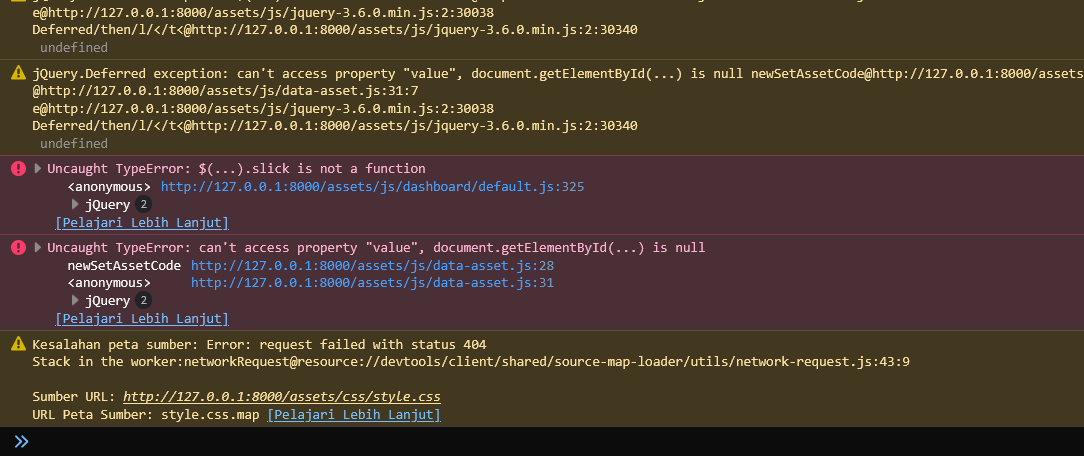 e@http://127.0.0.1:8000/assets/js/jquery-3.6.0.min.js:2:30038
Deferred/then/l/</t<@http://127.0.0.1:8000/assets/js/jquery-3.6.0.min.js:2:30340
undefined
jQuery.Deferred exception: can't access property "value", document.getElementById(...) is null newSetAssetCode@http://127.0.0.1:8000/assets
@http://127.0.0.1:8000/assets/js/data-asset.js:31:7
e@http://127.0.0.1:8000/assets/js/jquery-3.6.0.min.js:2:30038
Deferred/then/l/</t<@http://127.0.0.1:8000/assets/js/jquery-3.6.0.min.js:2:30340
undefined
Uncaught TypeError: $(...).slick is not a function
<anonymous> http://127.0.0.1:8000/assets/js/dashboard/default.js:325
jQuery 2
[Pelajari Lebih Lanjut]
Uncaught TypeError: can't access property "value", document.getElementById(...) is null
newSetAssetCode http://127.0.0.1:8000/assets/js/data-asset.js:28
<anonymous> http://127.0.0.1:8000/assets/js/data-asset.js:31
jQuery 2
[Pelajari Lebih Lanjut]
Kesalahan peta sumber: Error: request failed with status 404
Stack in the worker:networkRequest@resource://devtools/client/shared/source-map-loader/utils/network-request.js:43:9
Sumber URL: http://127.0.0.1:8000/assets/css/style.css
URL Peta Sumber: style.css.map [Pelajari Lebih Lanjut]